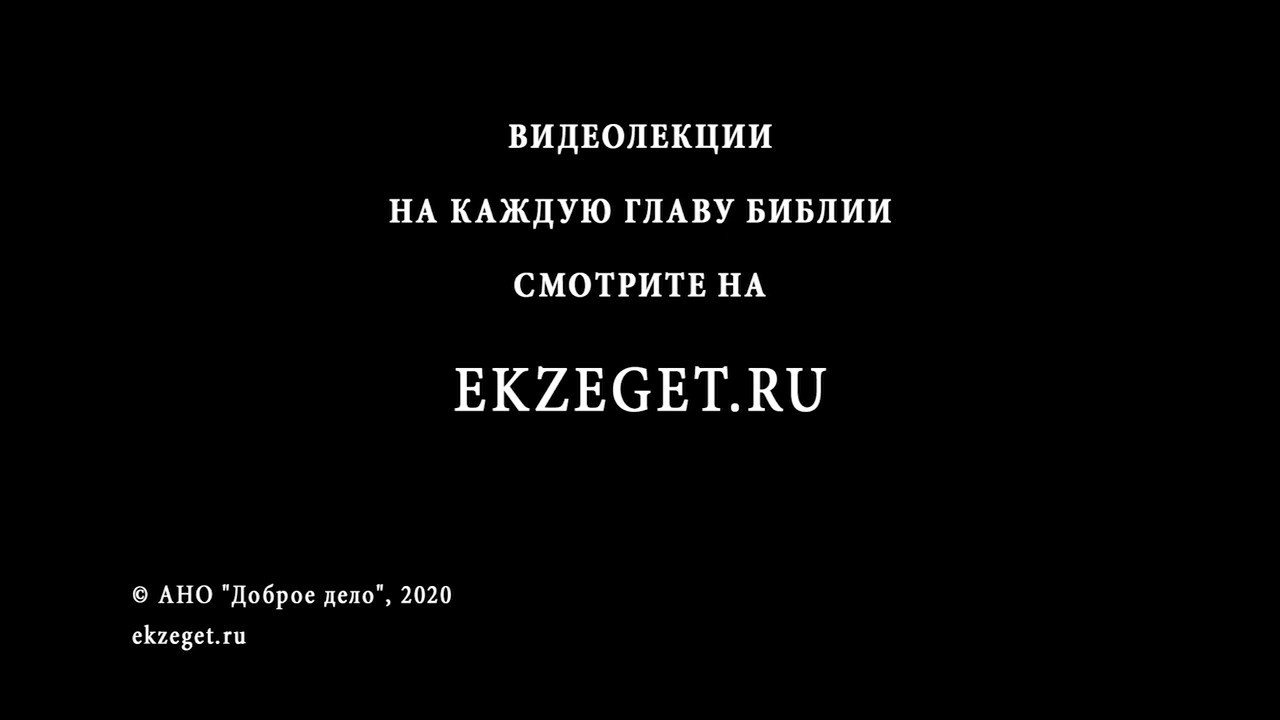 ВИДЕОЛЕКЦИИ
НА КАЖДУЮ ГЛАВУ БИБЛИИ
СМОТРИТЕ НА
EKZEGET.RU
© АНО "Доброе дело", 2020
ekzeget.ru